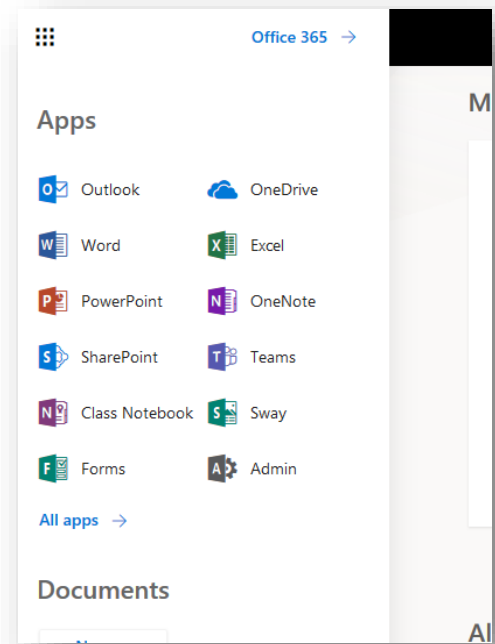 Office 365 →
M
Apps
Outlook OneDrive
Word Excel
PowerPoint OneNote
SharePoint Teams
Class Notebook Sway
Forms Admin
All apps →
Documents
Al